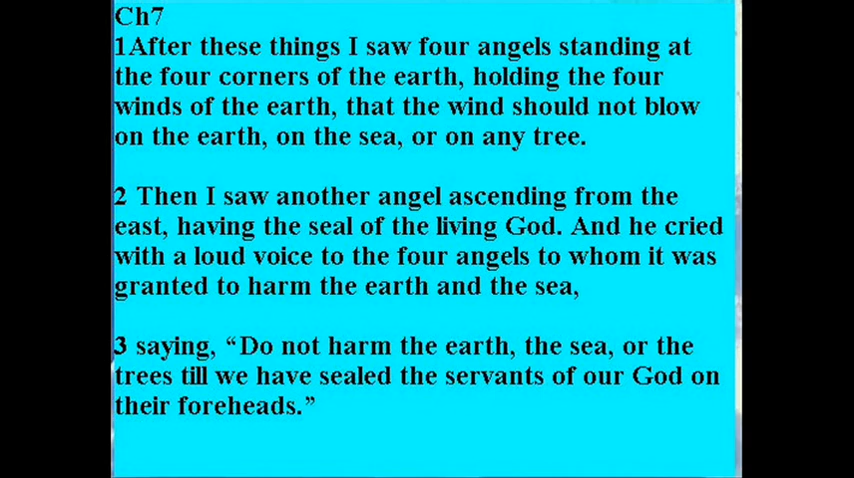 Ch7
1After these things I saw four angels standing at
the four corners of the earth, holding the four
winds of the earth, that the wind should not blow
on the earth, on the sea, or on any tree.
2 Then I saw another angel ascending from the
east, having the seal of the living God. And he cried
with a loud voice to the four angels to whom it was
granted to harm the earth and the sea,
3 saying, “Do not harm the earth, the sea, or the
trees till we have sealed the servants of our God on
their foreheads.”